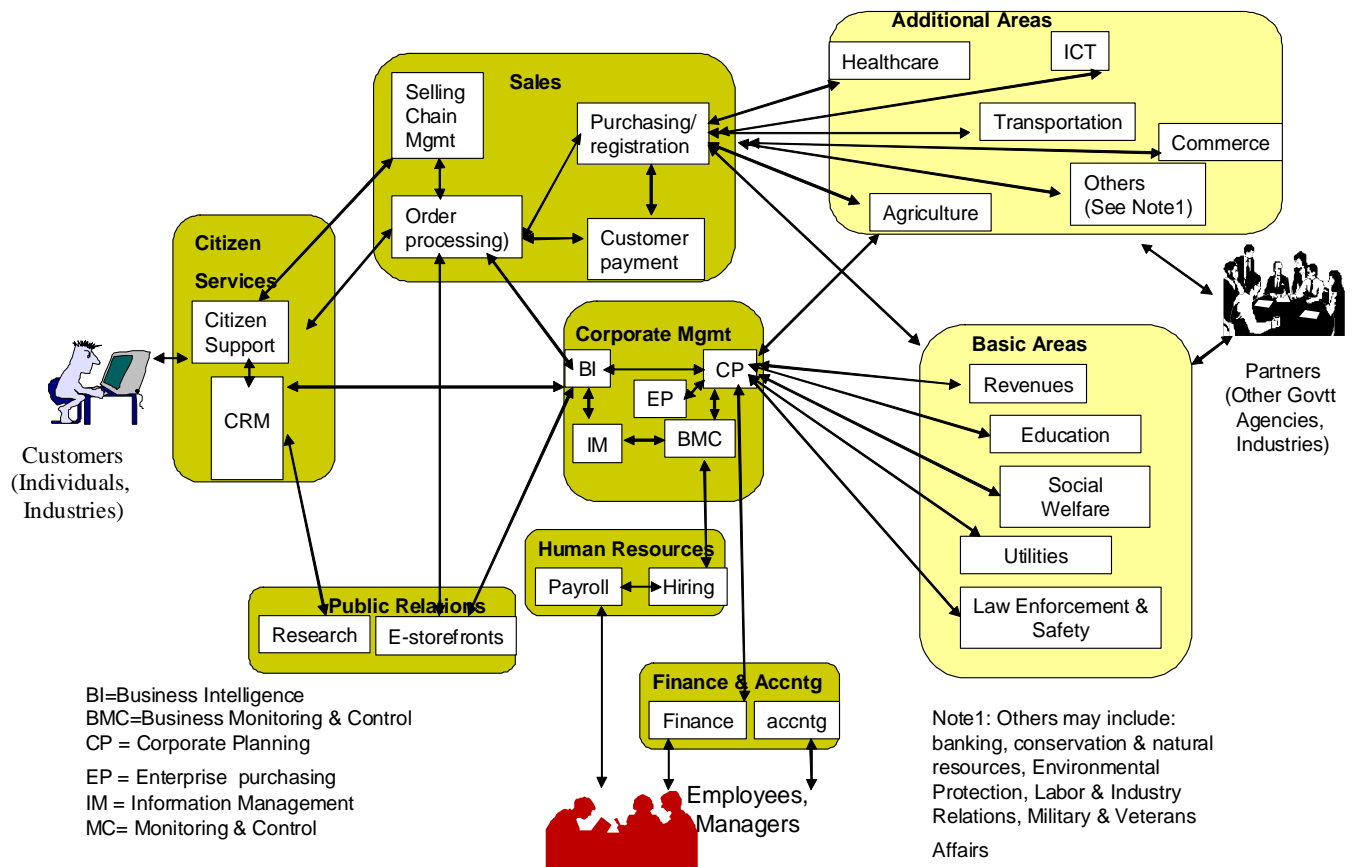 Additional Areas
Healthcare
ICT
Transportation
Commerce
Others
(See Note1)
Agriculture
Sales
Selling
Chain
Mgmt
Purchasing/
registration
Order
processing)
Customer
payment
Citizen
Services
Citizen
Support
CRM
Customers
(Individuals,
Industries)
Corporate Mgmt
BI
CP
EP
IM
BMC
Basic Areas
Revenues
Education
Social
Welfare
Utilities
Law Enforcement &
Safety
Partners
(Other Govtt
Agencies,
Industries)
Human Resources
Payroll
Hiring
Public Relations
Research
E-storefronts
Finance & Accntg
Finance
accntg
Employees,
Managers
BI=Business Intelligence
BMC=Business Monitoring & Control
CP = Corporate Planning
EP = Enterprise purchasing
IM = Information Management
MC= Monitoring & Control
Note1: Others may include:
banking, conservation & natural
resources, Environmental
Protection, Labor & Industry
Relations, Military & Veterans
Affairs